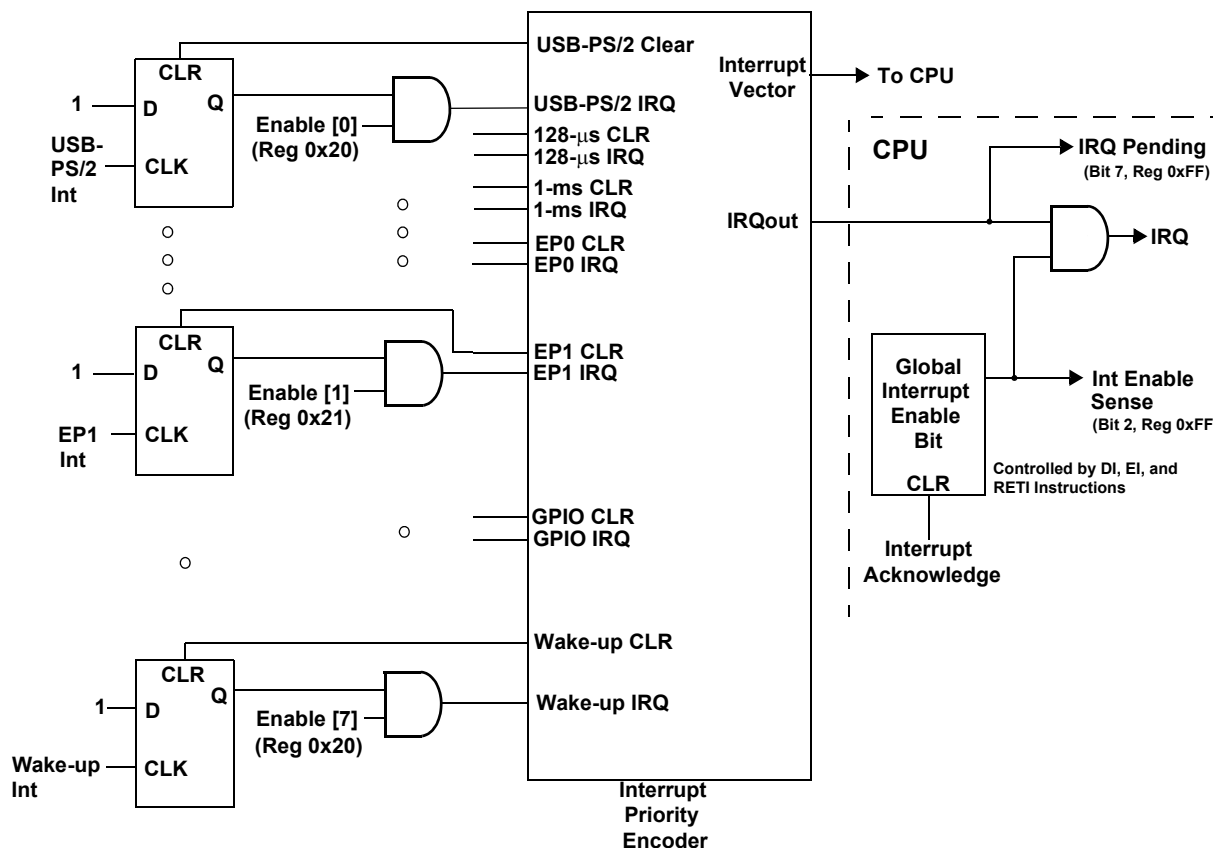 USB-PS/2 Clear
CLR
Q
1
D
USB-
PS/2
Int
CLK
Enable [0]
(Reg 0x20)
USB-PS/2 IRQ
128-μs CLR
128-μs IRQ
1-ms CLR
1-ms IRQ
EP0 CLR
EP0 IRQ
Interrupt
Vector
To CPU
CPU
IRQ Pending
(Bit 7, Reg 0xFF)
IRQout
IRQ
CLR
Q
1
D
EP1
Int
CLK
Enable [1]
(Reg 0x21)
EP1 CLR
EP1 IRQ
Global
Interrupt
Enable
Bit
CLR
Int Enable
Sense
(Bit 2, Reg 0xFF
Controlled by DI, EI, and
RETI Instructions
Interrupt
Acknowledge
GPIO CLR
GPIO IRQ
Wake-up CLR
CLR
Q
1
D
Wake-up
Int
CLK
Enable [7]
(Reg 0x20)
Wake-up IRQ
Interrupt
Priority
Encoder